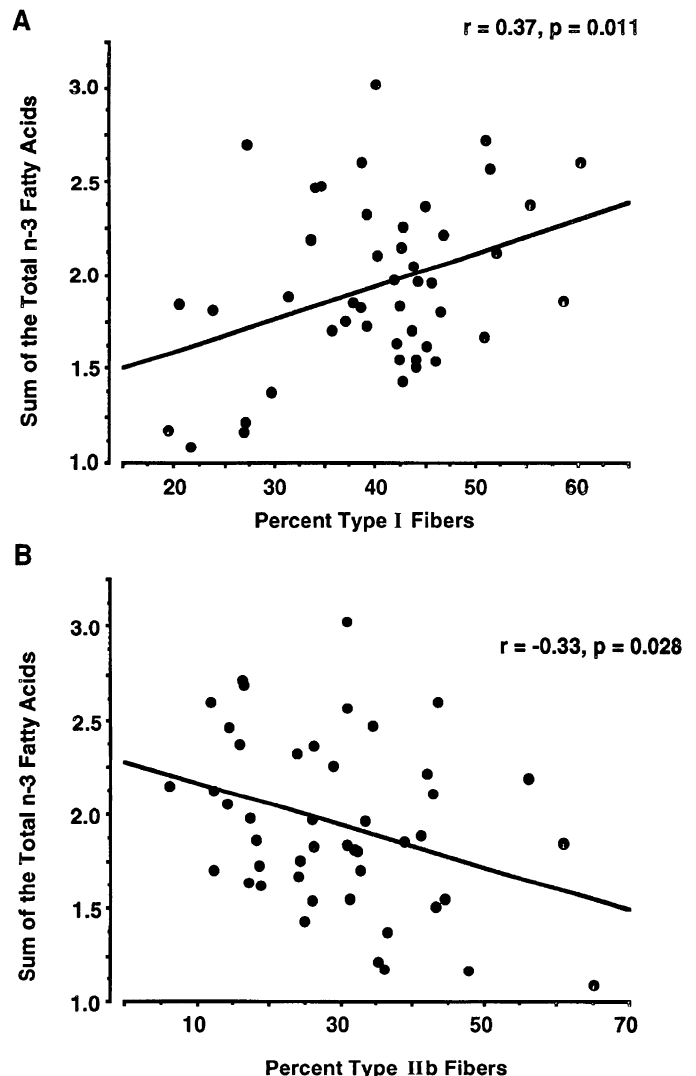 A
r = 0.37, p = 0.011
Sum of the Total n-3 Fatty Acids
3.0
2.5
2.0
1.5
1.0
20 30 40 50 60
Percent Type I Fibers
B
r = -0.33, p = 0.028
Sum of the Total n-3 Fatty Acids
3.0
2.5
2.0
1.5
1.0
10 30 50 70
Percent Type IIb Fibers